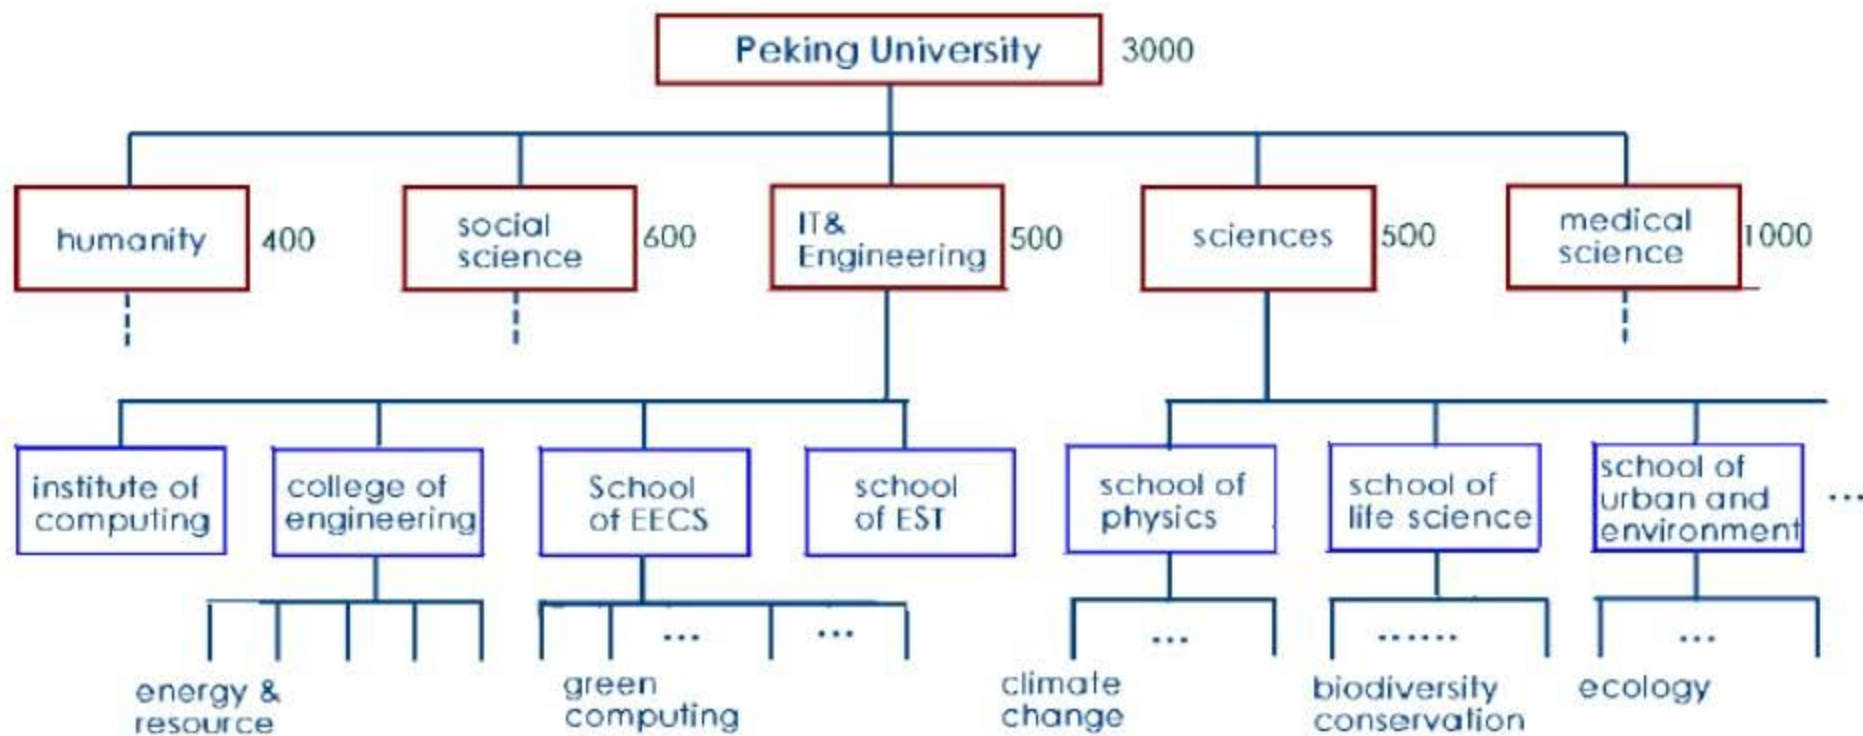 Peking University 3000
humanity 400
social
science 600
IT&
Engineering 500
sciences 500
medical
science 1000
institute of
computing
college of
engineering
School
of EECS
school
of EST
school of
physics
school of
life science
school of
urban and
environment
...
...
...
...
......
...
energy &
resource
green
computing
climate
change
biodiversity
conservation
ecology